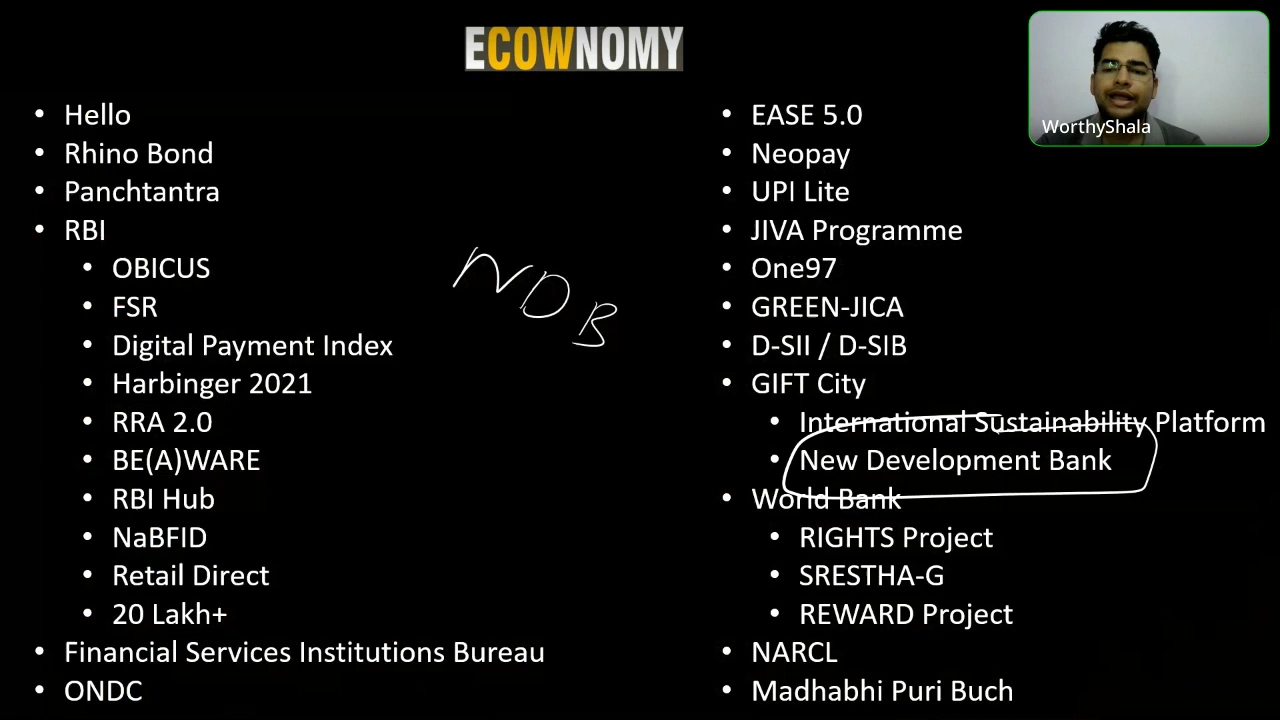 ECOWNOMY
WorthyShala
Hello
Rhino Bond
Panchtantra
RBI
OBICUS
FSR
Digital Payment Index
Harbinger 2021
RRA 2.0
BE(A)WARE
RBI Hub
NaBFID
Retail Direct
20 Lakh+
Financial Services Institutions Bureau
ONDC
NDB
EASE 5.0
Neopay
UPI Lite
JIVA Programme
One97
GREEN-JICA
D-SII / D-SIB
GIFT City
International Sustainability Platform
New Development Bank
World Bank
RIGHTS Project
SRESTHA-G
REWARD Project
NARCL
Madhabhi Puri Buch